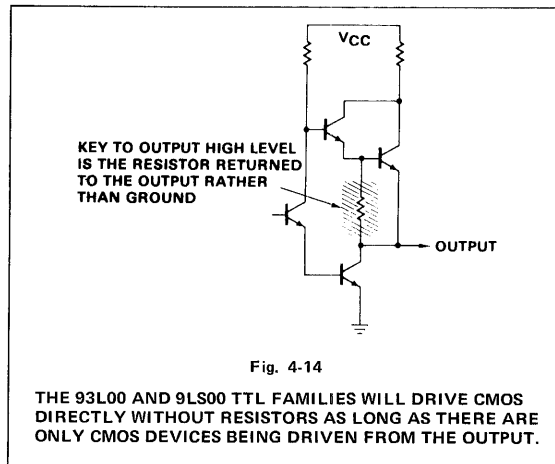 VCC
KEY TO OUTPUT HIGH LEVEL
IS THE RESISTOR RETURNED
TO THE OUTPUT RATHER
THAN GROUND
OUTPUT
Fig. 4-14
THE 93L00 AND 9LS00 TTL FAMILIES WILL DRIVE CMOS
DIRECTLY WITHOUT RESISTORS AS LONG AS THERE ARE
ONLY CMOS DEVICES BEING DRIVEN FROM THE OUTPUT.